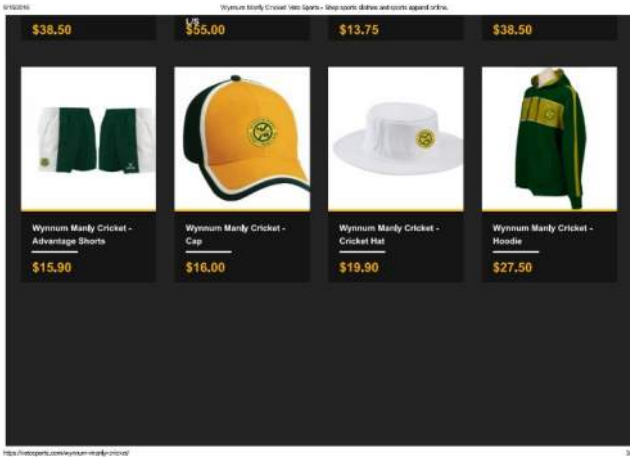 Wynnum Manly Cricket Veto Sports – Shop sports clothes and sports apparel online.
L/S
$38.50
$55.00
$13.75
$38.50
Wynnum Manly Cricket -
Advantage Shorts
$15.90
Wynnum Manly Cricket -
Cap
$16.00
Wynnum Manly Cricket -
Cricket Hat
$19.90
Wynnum Manly Cricket -
Hoodie
$27.50
https://vetosports.com/wynnum-manly-cricket/